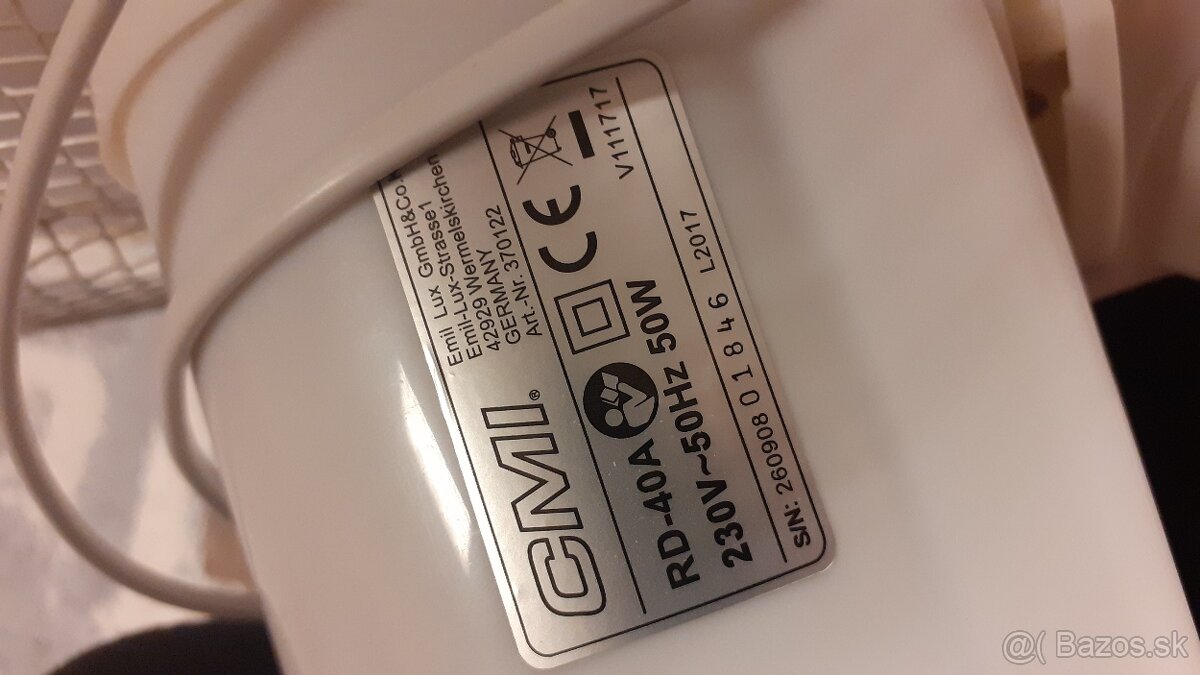 CMI®
Emil Lux GmbH&Co.
Emil-Lux-Strasse1
42929 Wermelskirchen
GERMANY
Art.-Nr. 370122
RD-40A
230V~50Hz 50W
V111717
S/N: 260908 0 1 8 4 6 L2017
@( Bazos.sk